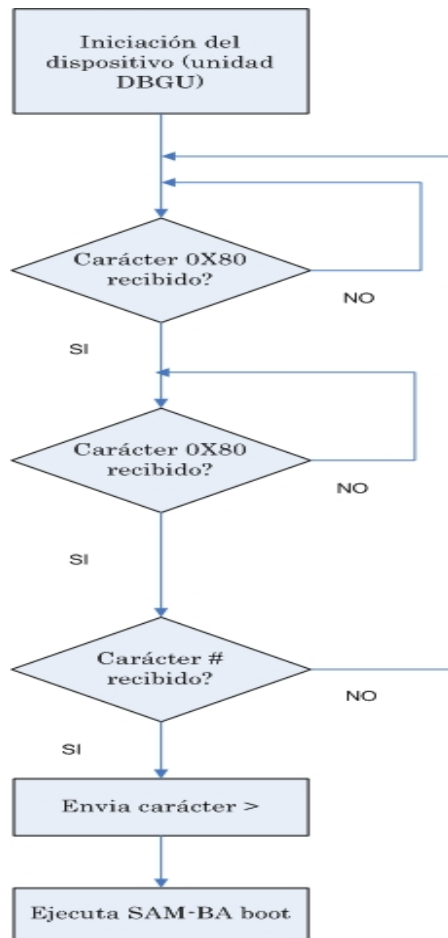 Iniciación del
dispositivo (unidad
DBGU)
Carácter 0X80
recibido?
NO
SI
Carácter 0X80
recibido?
NO
SI
Carácter #
recibido?
NO
SI
Envia carácter >
Ejecuta SAM-BA boot